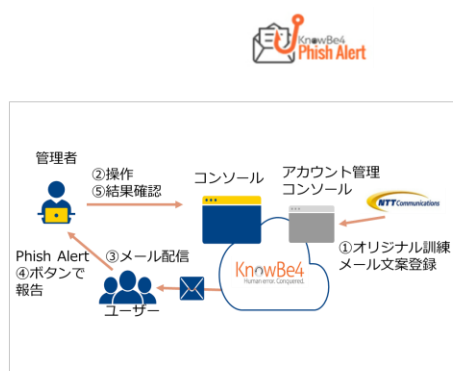 KnowBe4
Phish Alert
管理者
②操作
⑤結果確認
コンソール
アカウント管理
コンソール
NTTCommunications
①オリジナル訓練
メール文案登録
Phish Alert
④ボタンで
報告
③メール配信
ユーザー
KnowBe4
Human error. Conquered.